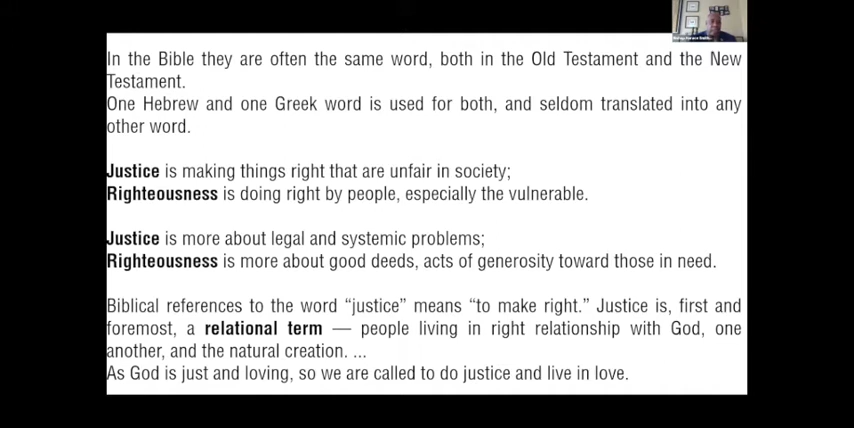 In the Bible they are often the same word, both in the Old Testament and the New
Testament.
One Hebrew and one Greek word is used for both, and seldom translated into any
other word.
Justice is making things right that are unfair in society;
Righteousness is doing right by people, especially the vulnerable.
Justice is more about legal and systemic problems;
Righteousness is more about good deeds, acts of generosity toward those in need.
Biblical references to the word “justice” means “to make right.” Justice is, first and
foremost, a relational term — people living in right relationship with God, one
another, and the natural creation. ...
As God is just and loving, so we are called to do justice and live in love.